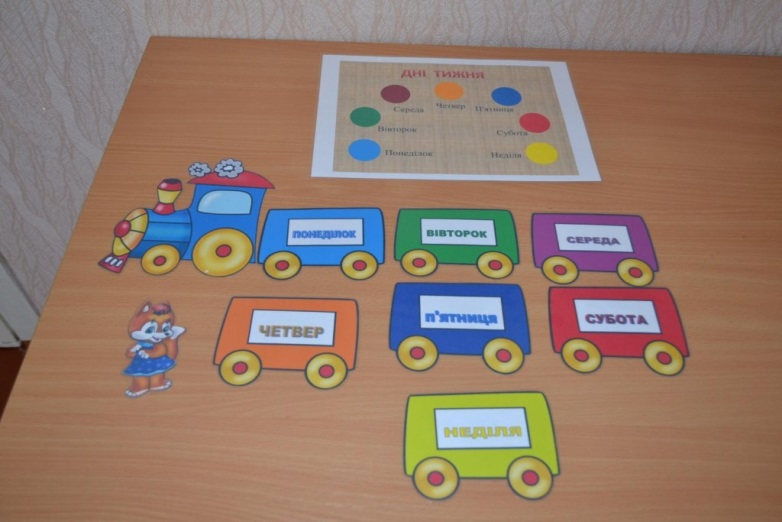 ДНІ ТИЖНЯ
Середа
Четвер
П'ятниця
Вівторок
Субота
Понеділок
Неділя
ПОНЕДІЛОК
ВІВТОРОК
СЕРЕДА
ЧЕТВЕР
П'ЯТНИЦЯ
СУБОТА
НЕДІЛЯ